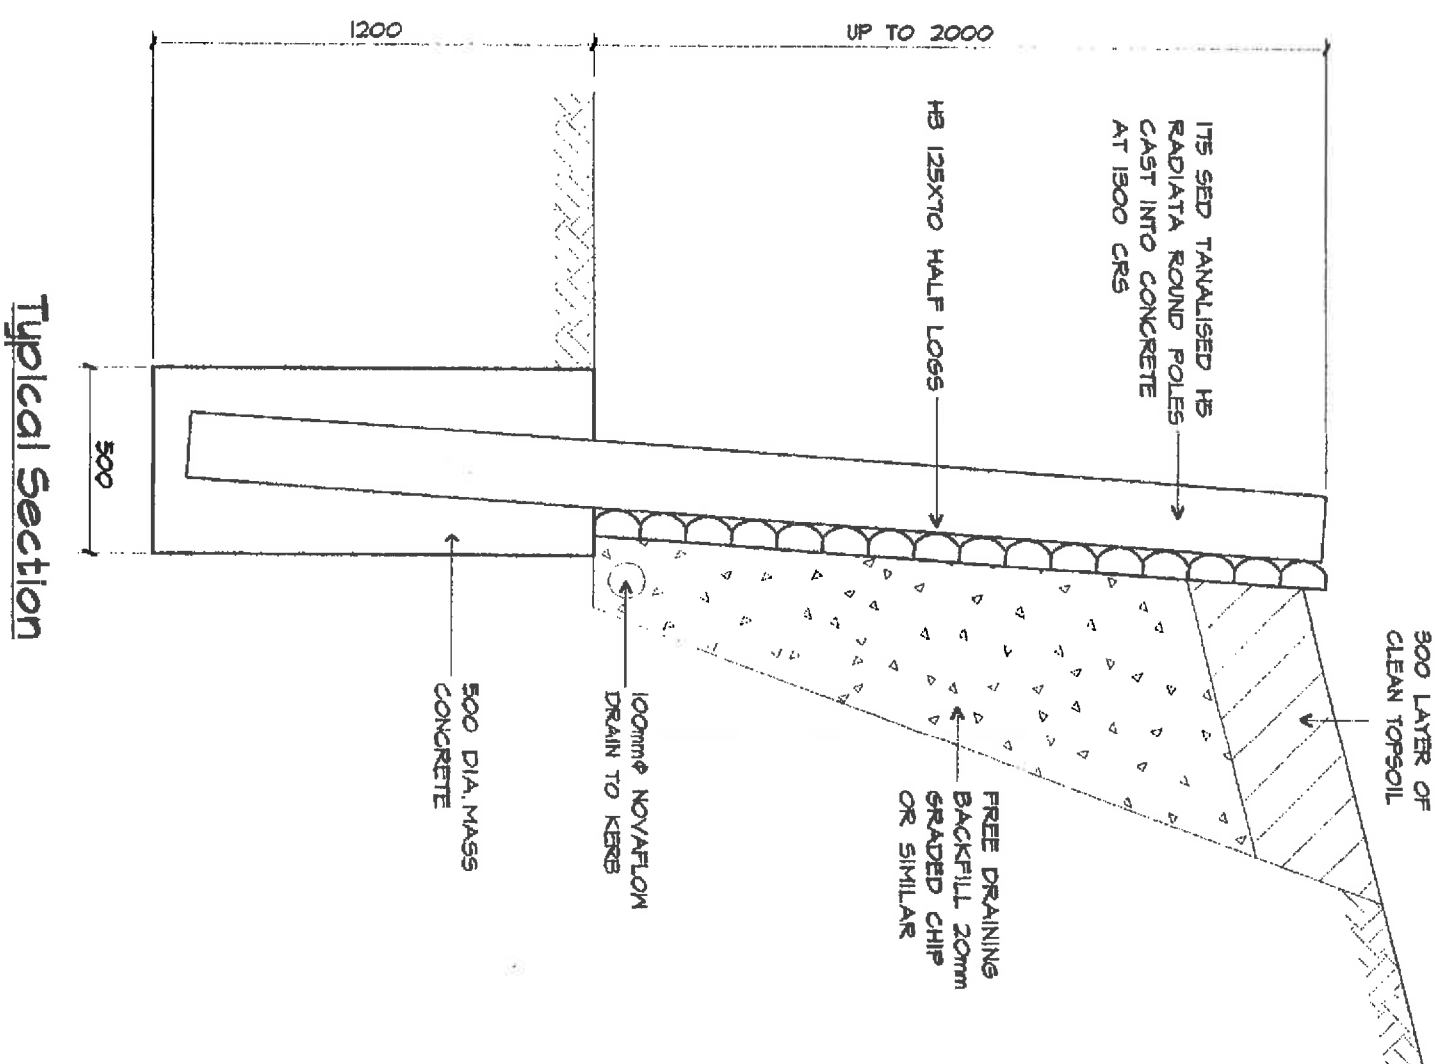 300 LAYER OF
CLEAN TOPSOIL
UP TO 2000
175 SED TANALISED H5
RADIATA ROUND POLES
CAST INTO CONCRETE
AT 1300 CRS
FREE DRAINING
BACKFILL 20mm
GRADED CHIP
OR SIMILAR
H5 125X70 HALF LOGS
100mmΦ NOVAFLOW
DRAIN TO KERB
1200
500 DIA. MASS
CONCRETE
500
Typical Section